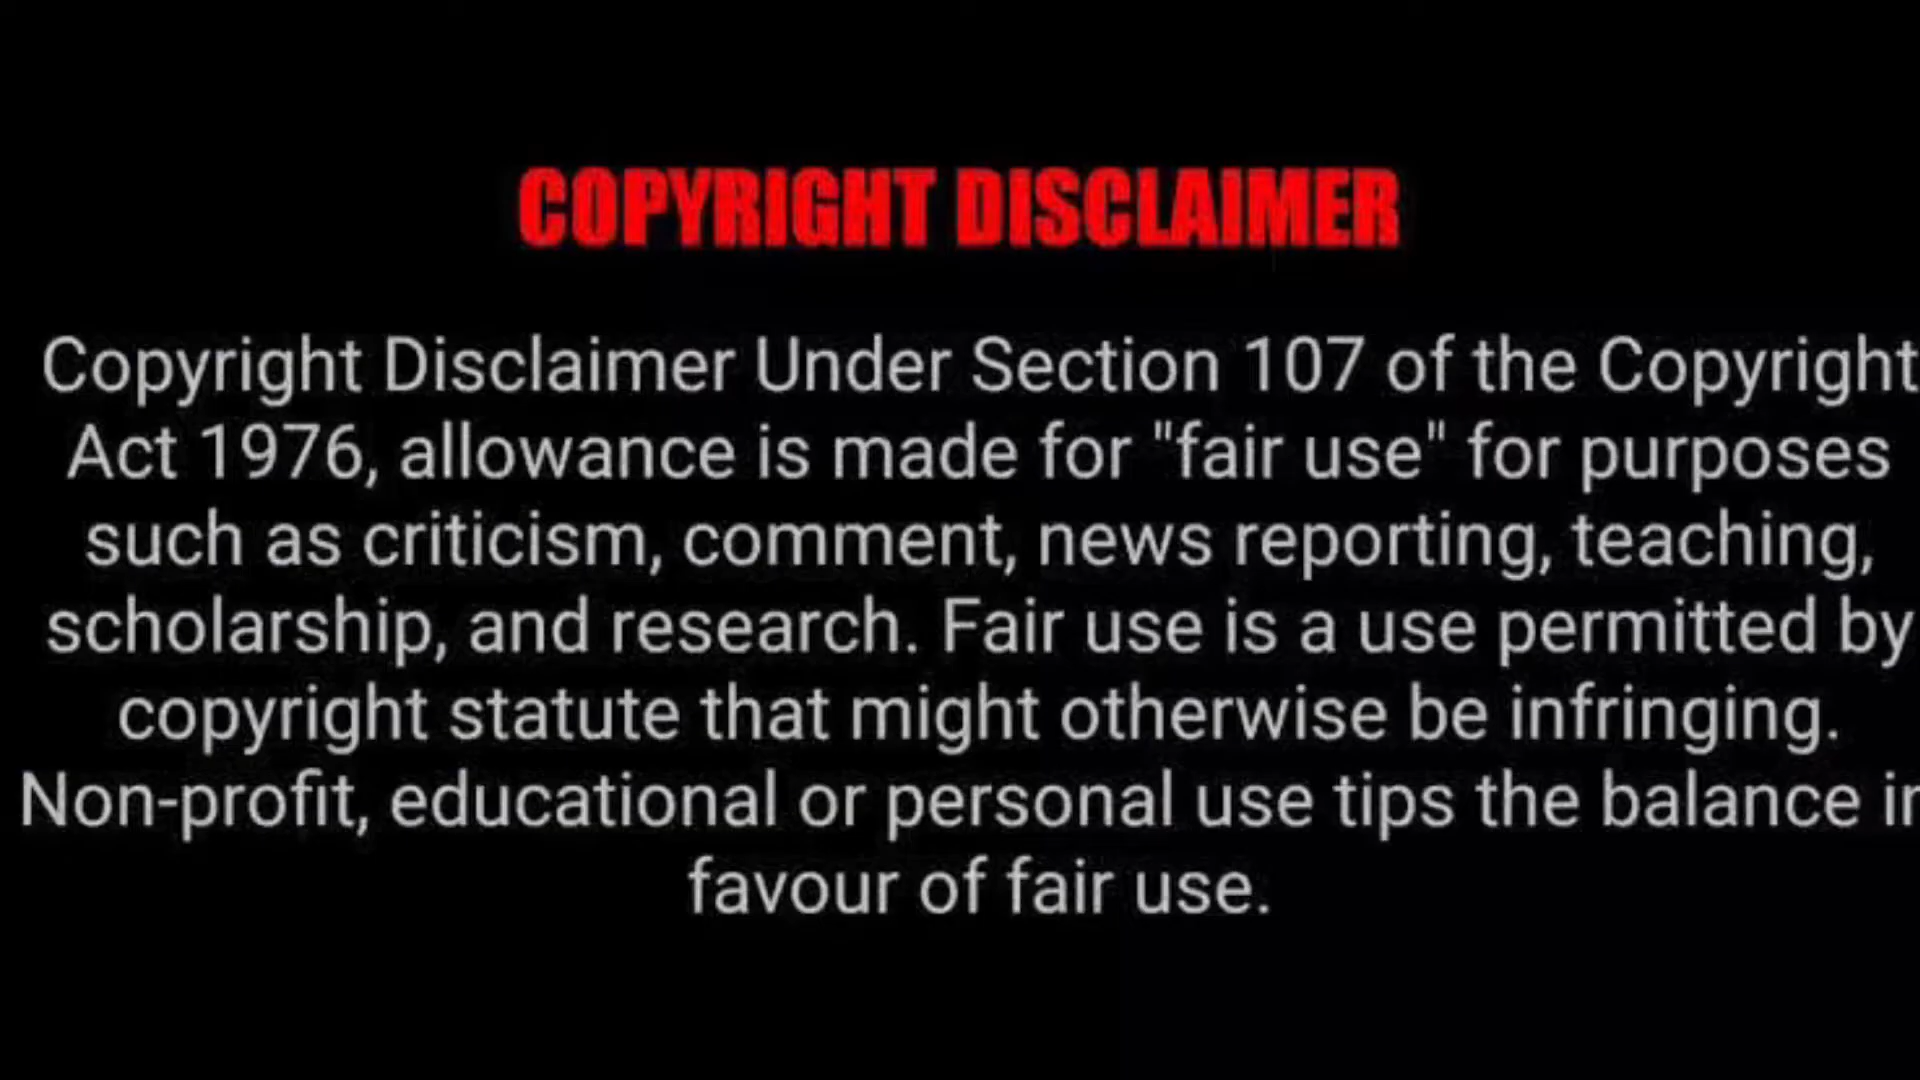 COPYRIGHT DISCLAIMER
Copyright Disclaimer Under Section 107 of the Copyright
Act 1976, allowance is made for "fair use" for purposes
such as criticism, comment, news reporting, teaching,
scholarship, and research. Fair use is a use permitted by
copyright statute that might otherwise be infringing.
Non-profit, educational or personal use tips the balance in
favour of fair use.